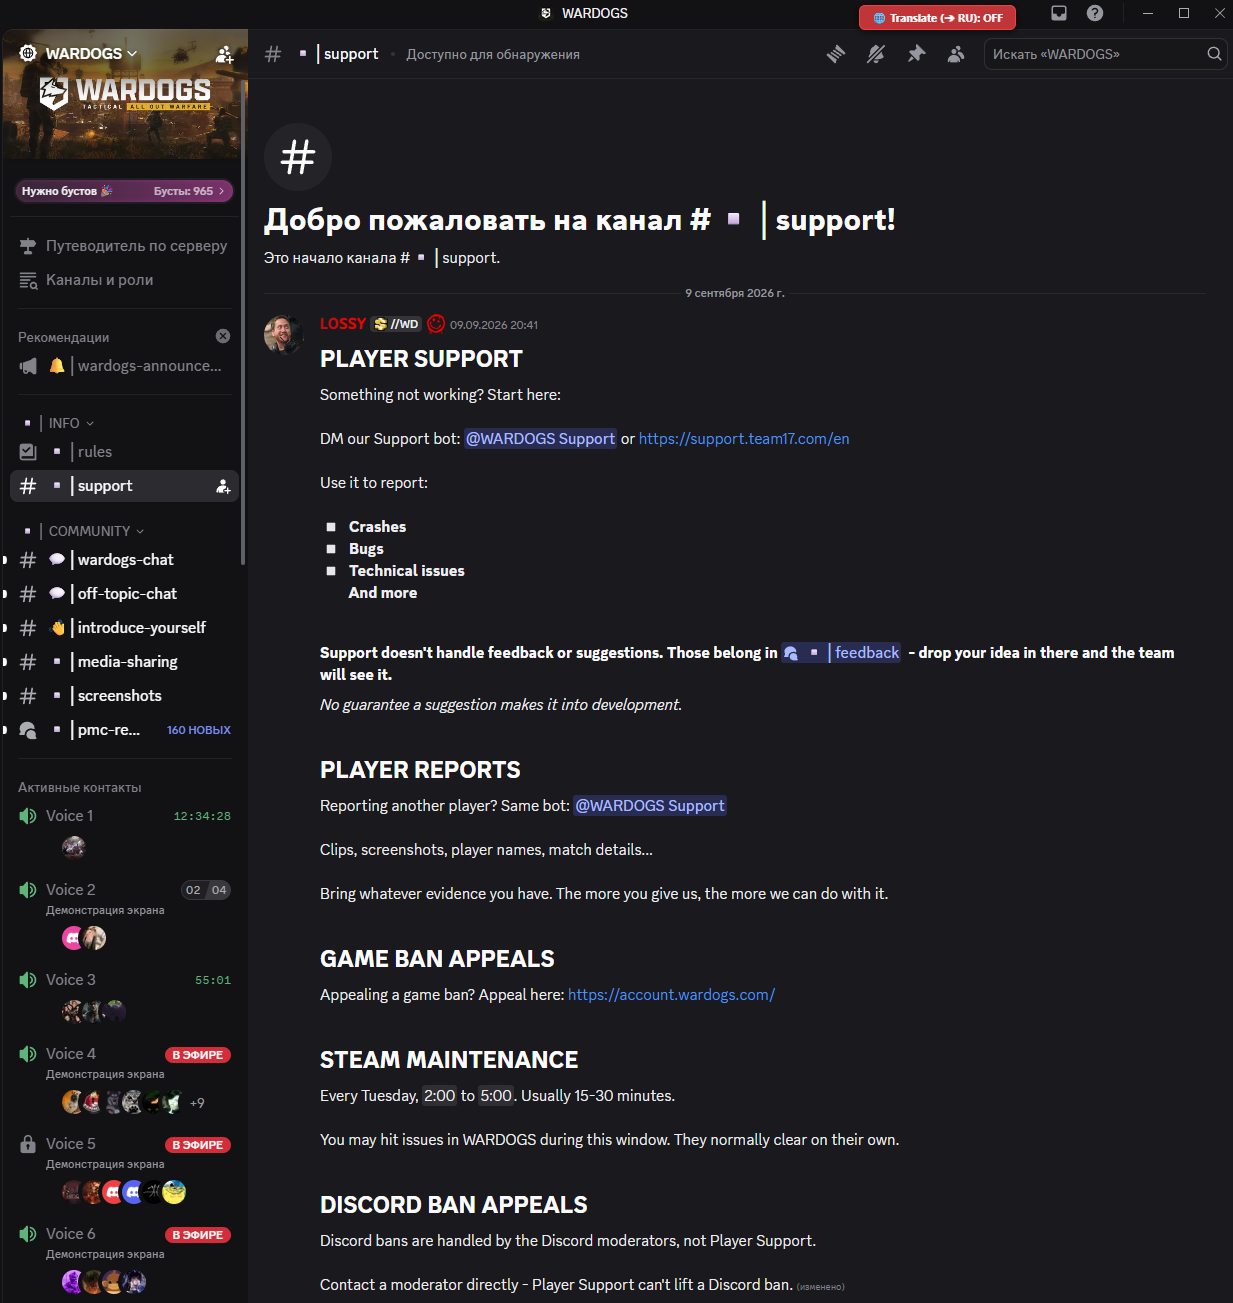 WARDOGS
Translate (➔ RU): OFF
WARDOGS
WARDOGS
TACTICAL ALL OUT WARFARE
Нужно бустов
Бусты: 965
Путеводитель по серверу
Каналы и роли
Рекомендации
wardogs-announce...
INFO
rules
support
COMMUNITY
wardogs-chat
off-topic-chat
introduce-yourself
media-sharing
screenshots
pmc-re...
160 НОВЫХ
Активные контакты
Voice 1
12:34:28
Voice 2
02 04
Демонстрация экрана
Voice 3
55:01
Voice 4
В ЭФИРЕ
Демонстрация экрана
+9
Voice 5
В ЭФИРЕ
Демонстрация экрана
Voice 6
В ЭФИРЕ
Демонстрация экрана
# ▫️ | support
Доступно для обнаружения
Искать «WARDOGS»
#
Добро пожаловать на канал # ▫️ | support!
Это начало канала # ▫️ | support.
9 сентября 2026 г.
LOSSY //WD 09.09.2026 20:41
PLAYER SUPPORT
Something not working? Start here:
DM our Support bot: @WARDOGS Support or https://support.team17.com/en
Use it to report:
◽ Crashes
◽ Bugs
◽ Technical issues
And more
Support doesn't handle feedback or suggestions. Those belong in ▫️ | feedback - drop your idea in there and the team
will see it.
No guarantee a suggestion makes it into development.
PLAYER REPORTS
Reporting another player? Same bot: @WARDOGS Support
Clips, screenshots, player names, match details...
Bring whatever evidence you have. The more you give us, the more we can do with it.
GAME BAN APPEALS
Appealing a game ban? Appeal here: https://account.wardogs.com/
STEAM MAINTENANCE
Every Tuesday, 2:00 to 5:00. Usually 15-30 minutes.
You may hit issues in WARDOGS during this window. They normally clear on their own.
DISCORD BAN APPEALS
Discord bans are handled by the Discord moderators, not Player Support.
Contact a moderator directly - Player Support can't lift a Discord ban. (изменено)